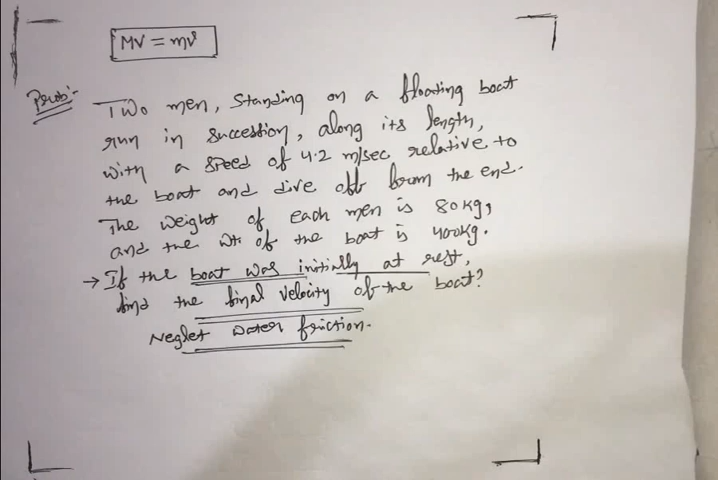 MV = mv
Prob:-
Two men, standing on a floating boat
run in succession, along its length,
with a speed of 4.2 m/sec relative to
the boat and dive off from the end.
The weight of each men is 80 kg,
and the wt. of the boat is 400kg.
→ If the boat was initially at rest,
find the final velocity of the boat?
Neglet water friction.